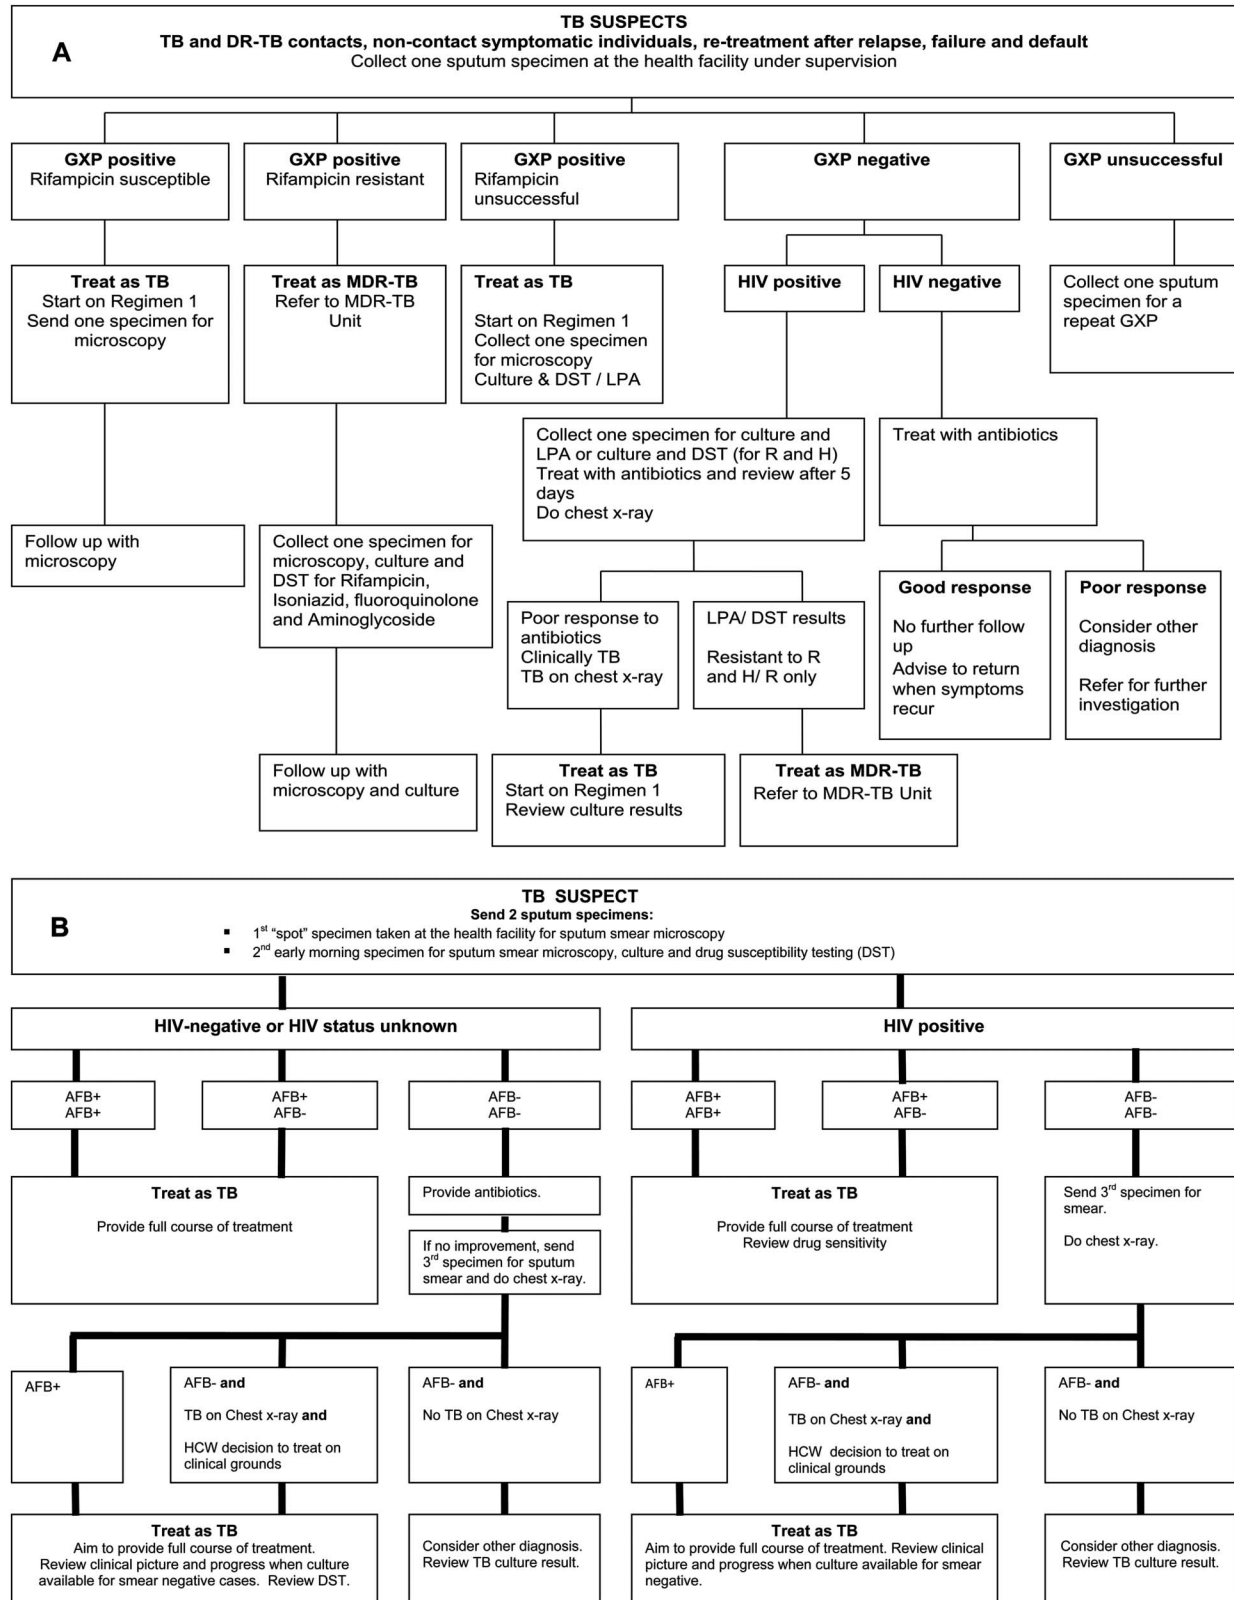 TB SUSPECTS
A
TB and DR-TB contacts, non-contact symptomatic individuals, re-treatment after relapse, failure and default
Collect one sputum specimen at the health facility under supervision
GXP positive
Rifampicin susceptible
GXP positive
Rifampicin resistant
GXP positive
Rifampicin
unsuccessful
GXP negative
GXP unsuccessful
Treat as TB
Start on Regimen 1
Send one specimen for
microscopy
Treat as MDR-TB
Refer to MDR-TB
Unit
Treat as TB
Start on Regimen 1
Collect one specimen
for microscopy
Culture & DST / LPA
HIV positive
HIV negative
Collect one sputum
specimen for a
repeat GXP
Collect one specimen for culture and
LPA or culture and DST (for R and H)
Treat with antibiotics and review after 5
days
Do chest x-ray
Treat with antibiotics
Follow up with
microscopy
Collect one specimen for
microscopy, culture and
DST for Rifampicin,
Isoniazid, fluoroquinolone
and Aminoglycoside
Poor response to
antibiotics
Clinically TB
TB on chest x-ray
LPA/ DST results
Resistant to R
and H/ R only
Good response
No further follow
up
Advise to return
when symptoms
recur
Poor response
Consider other
diagnosis
Refer for further
investigation
Follow up with
microscopy and culture
Treat as TB
Start on Regimen 1
Review culture results
Treat as MDR-TB
Refer to MDR-TB Unit
TB SUSPECT
B
Send 2 sputum specimens:
▪ 1st “spot” specimen taken at the health facility for sputum smear microscopy
▪ 2nd early morning specimen for sputum smear microscopy, culture and drug susceptibility testing (DST)
HIV-negative or HIV status unknown
HIV positive
AFB+
AFB+
AFB+
AFB-
AFB-
AFB-
AFB+
AFB+
AFB+
AFB-
AFB-
AFB-
Treat as TB
Provide full course of treatment
Provide antibiotics.
If no improvement, send
3rd specimen for sputum
smear and do chest x-ray.
Treat as TB
Provide full course of treatment
Review drug sensitivity
Send 3rd specimen for
smear.
Do chest x-ray.
AFB+
AFB- and
TB on Chest x-ray and
HCW decision to treat on
clinical grounds
AFB- and
No TB on Chest x-ray
AFB+
AFB- and
TB on Chest x-ray and
HCW decision to treat on
clinical grounds
AFB- and
No TB on Chest x-ray
Treat as TB
Aim to provide full course of treatment.
Review clinical picture and progress when culture
available for smear negative cases. Review DST.
Consider other diagnosis.
Review TB culture result.
Treat as TB
Aim to provide full course of treatment. Review clinical
picture and progress when culture available for smear
negative.
Consider other diagnosis.
Review TB culture result.